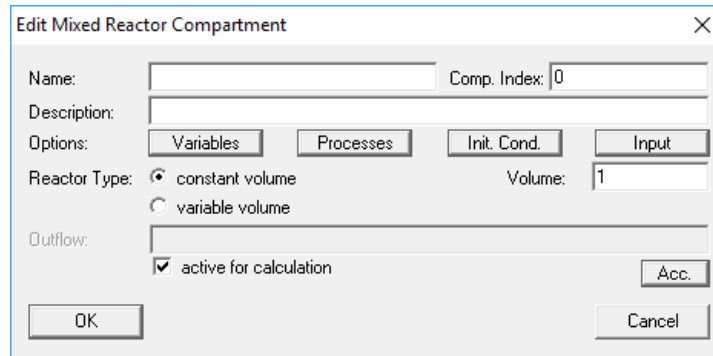 Edit Mixed Reactor Compartment
Name: Comp. Index: 0
Description:
Options: Variables Processes Init. Cond. Input
Reactor Type: constant volume Volume: 1
variable volume
Outflow:
active for calculation
Acc.
OK Cancel